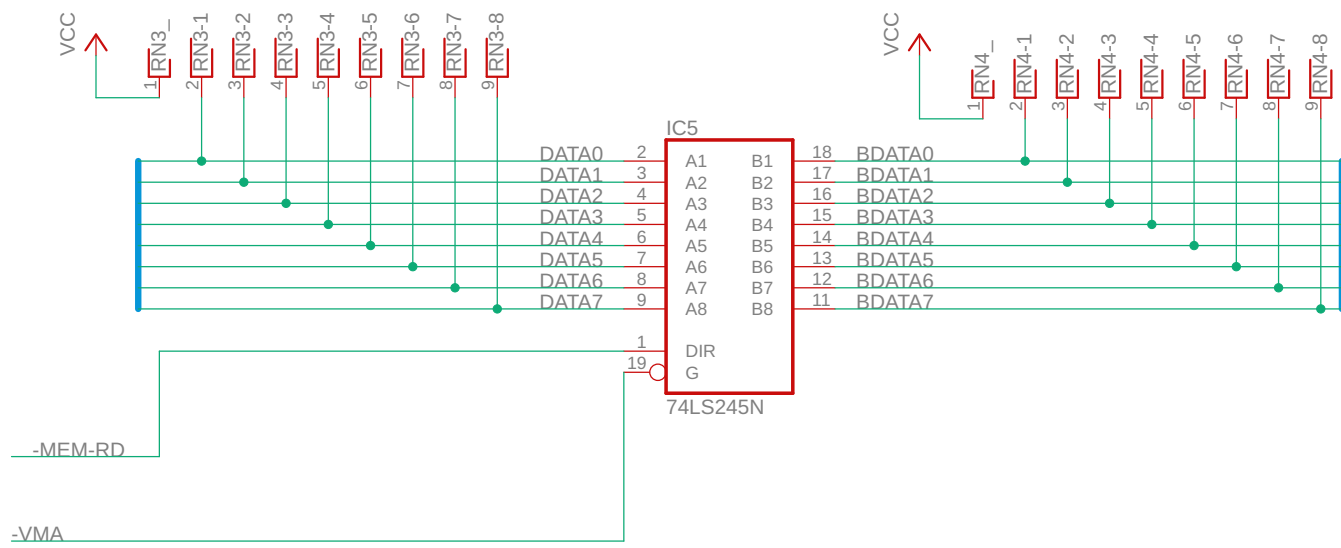 VCC
RN3_
RN3-1
RN3-2
RN3-3
RN3-4
RN3-5
RN3-6
RN3-7
RN3-8
1
2
3
4
5
6
7
8
9
VCC
RN4_
RN4-1
RN4-2
RN4-3
RN4-4
RN4-5
RN4-6
RN4-7
RN4-8
1
2
3
4
5
6
7
8
9
IC5
DATA0 2 A1 B1 18 BDATA0
DATA1 3 A2 B2 17 BDATA1
DATA2 4 A3 B3 16 BDATA2
DATA3 5 A4 B4 15 BDATA3
DATA4 6 A5 B5 14 BDATA4
DATA5 7 A6 B6 13 BDATA5
DATA6 8 A7 B7 12 BDATA6
DATA7 9 A8 B8 11 BDATA7
1 DIR
19 G
74LS245N
-MEM-RD
-VMA